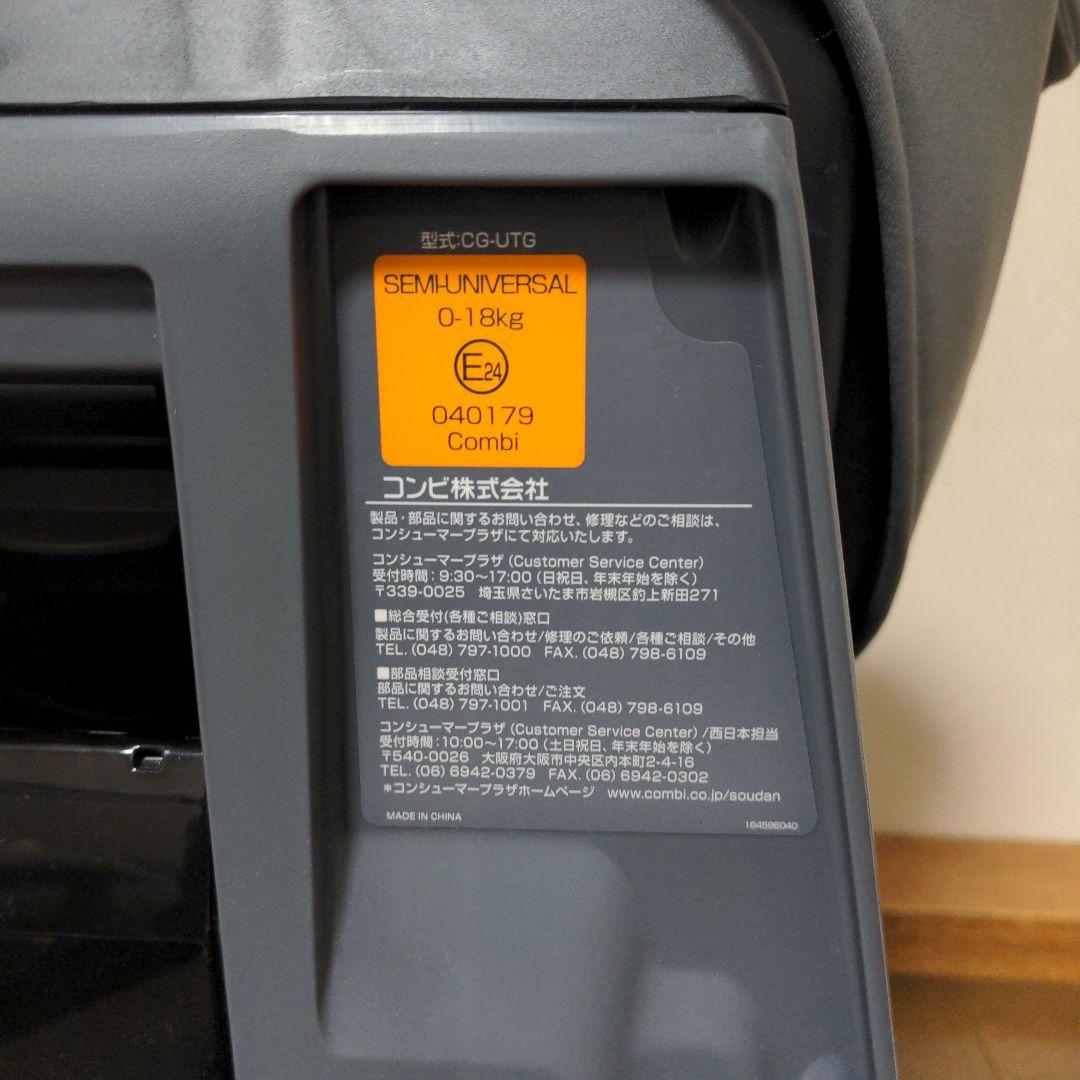 型式:CG-UTG
SEMI-UNIVERSAL
0-18kg
E24
040179
Combi
コンビ株式会社
製品・部品に関するお問い合わせ、修理などのご相談は、
コンシューマープラザにて対応いたします。
コンシューマープラザ (Customer Service Center)
受付時間:9:30～17:00 (日祝日、年末年始を除く)
〒339-0025 埼玉県さいたま市岩槻区釣上新田271
■総合受付(各種ご相談)窓口
製品に関するお問い合わせ/修理のご依頼/各種ご相談/その他
TEL. (048) 797-1000 FAX. (048) 798-6109
■部品相談受付窓口
部品に関するお問い合わせ/ご注文
TEL. (048) 797-1001 FAX. (048) 798-6109
コンシューマープラザ (Customer Service Center) /西日本担当
受付時間:10:00～17:00 (土日祝日、年末年始を除く)
〒540-0026 大阪府大阪市中央区内本町2-4-16
TEL. (06) 6942-0379 FAX. (06) 6942-0302
*コンシューマープラザホームページ www.combi.co.jp/soudan
MADE IN CHINA
164596040